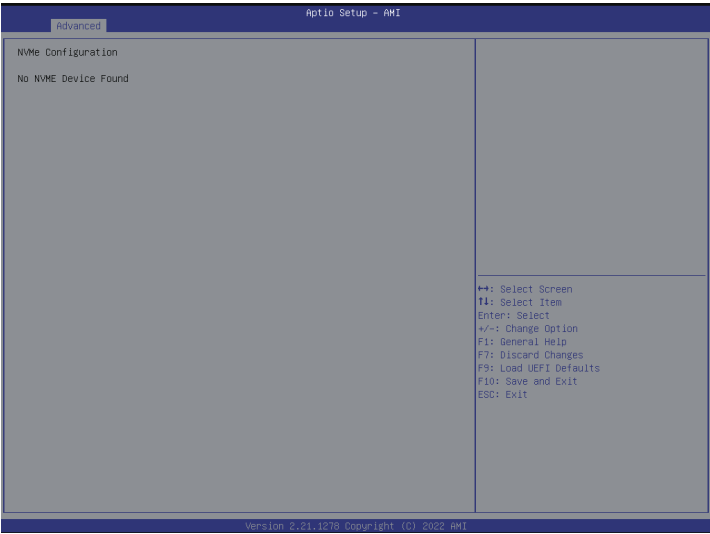 Aptio Setup – AMI
Advanced
NVMe Configuration
No NVME Device Found
↔: Select Screen
↑↓: Select Item
Enter: Select
+/-: Change Option
F1: General Help
F7: Discard Changes
F9: Load UEFI Defaults
F10: Save and Exit
ESC: Exit
Version 2.21.1278 Copyright (C) 2022 AMI